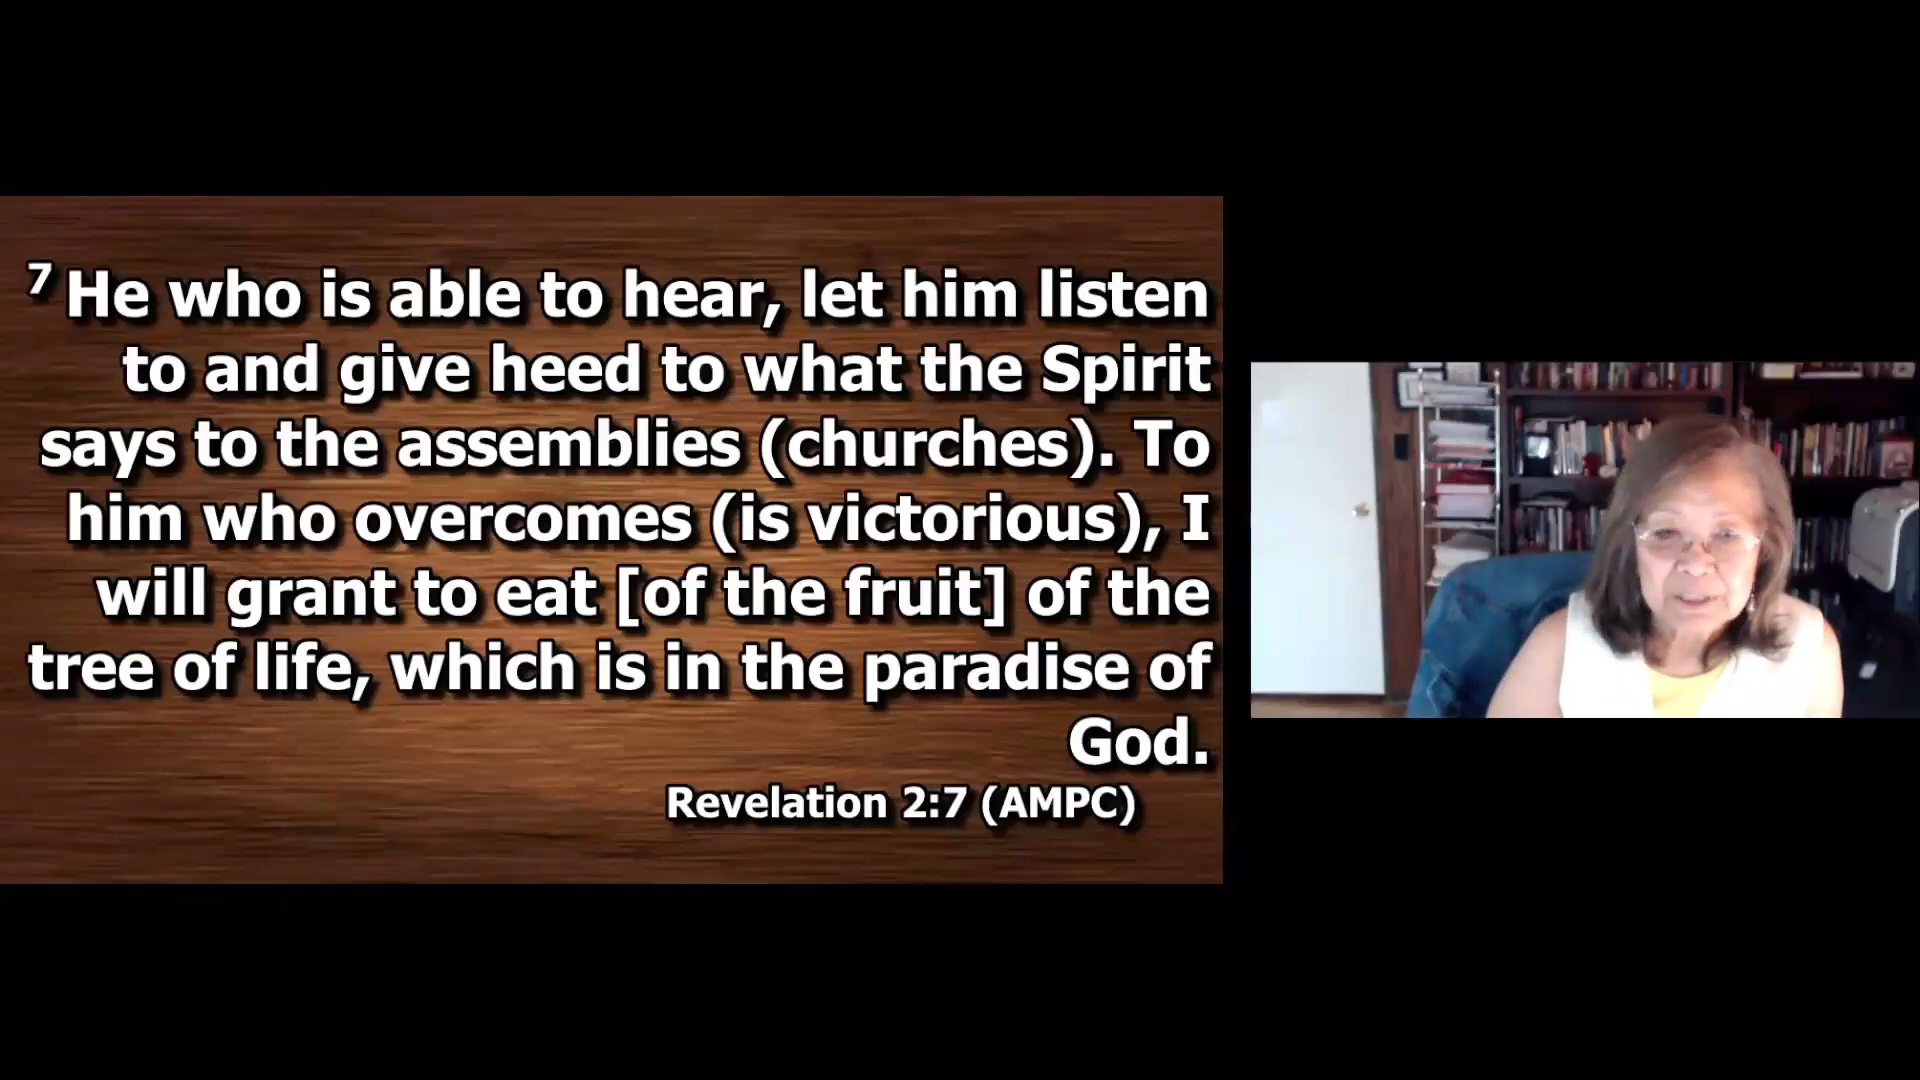 7 He who is able to hear, let him listen
to and give heed to what the Spirit
says to the assemblies (churches). To
him who overcomes (is victorious), I
will grant to eat [of the fruit] of the
tree of life, which is in the paradise of
God.
Revelation 2:7 (AMPC)